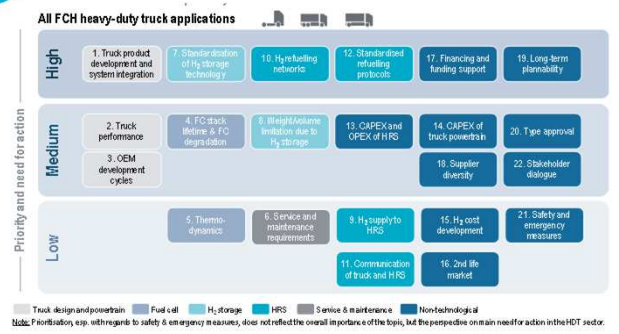 All FCH heavy-duty truck applications
Priority and need for action
High
1. Truck product
development and
system integration
7. Standardisation
of H₂ storage
technology
10. H₂ refuelling
networks
12. Standardised
refuelling
protocols
17. Financing and
funding support
19. Long-term
plannability
Medium
2. Truck
performance
4. FC stack
lifetime & FC
degradation
8. Weight/volume
limitation due to
H₂ storage
13. CAPEX and
OPEX of HRS
14. CAPEX of
truck powertrain
20. Type approval
3. OEM
development
cycles
18. Supplier
diversity
22. Stakeholder
dialogue
Low
5. Thermo-
dynamics
6. Service and
maintenance
requirements
9. H₂ supply to
HRS
15. H₂ cost
development
21. Safety and
emergency
measures
11. Communication
of truck and HRS
16. 2nd life
market
Truck design and powertrain
Fuel cell
H₂ storage
HRS
Service & maintenance
Non-technological
Note: Prioritisation, esp. with regards to safety & emergency measures, does not reflect the overall importance of the topic, but the perspective on main need for action in the HDT sector.